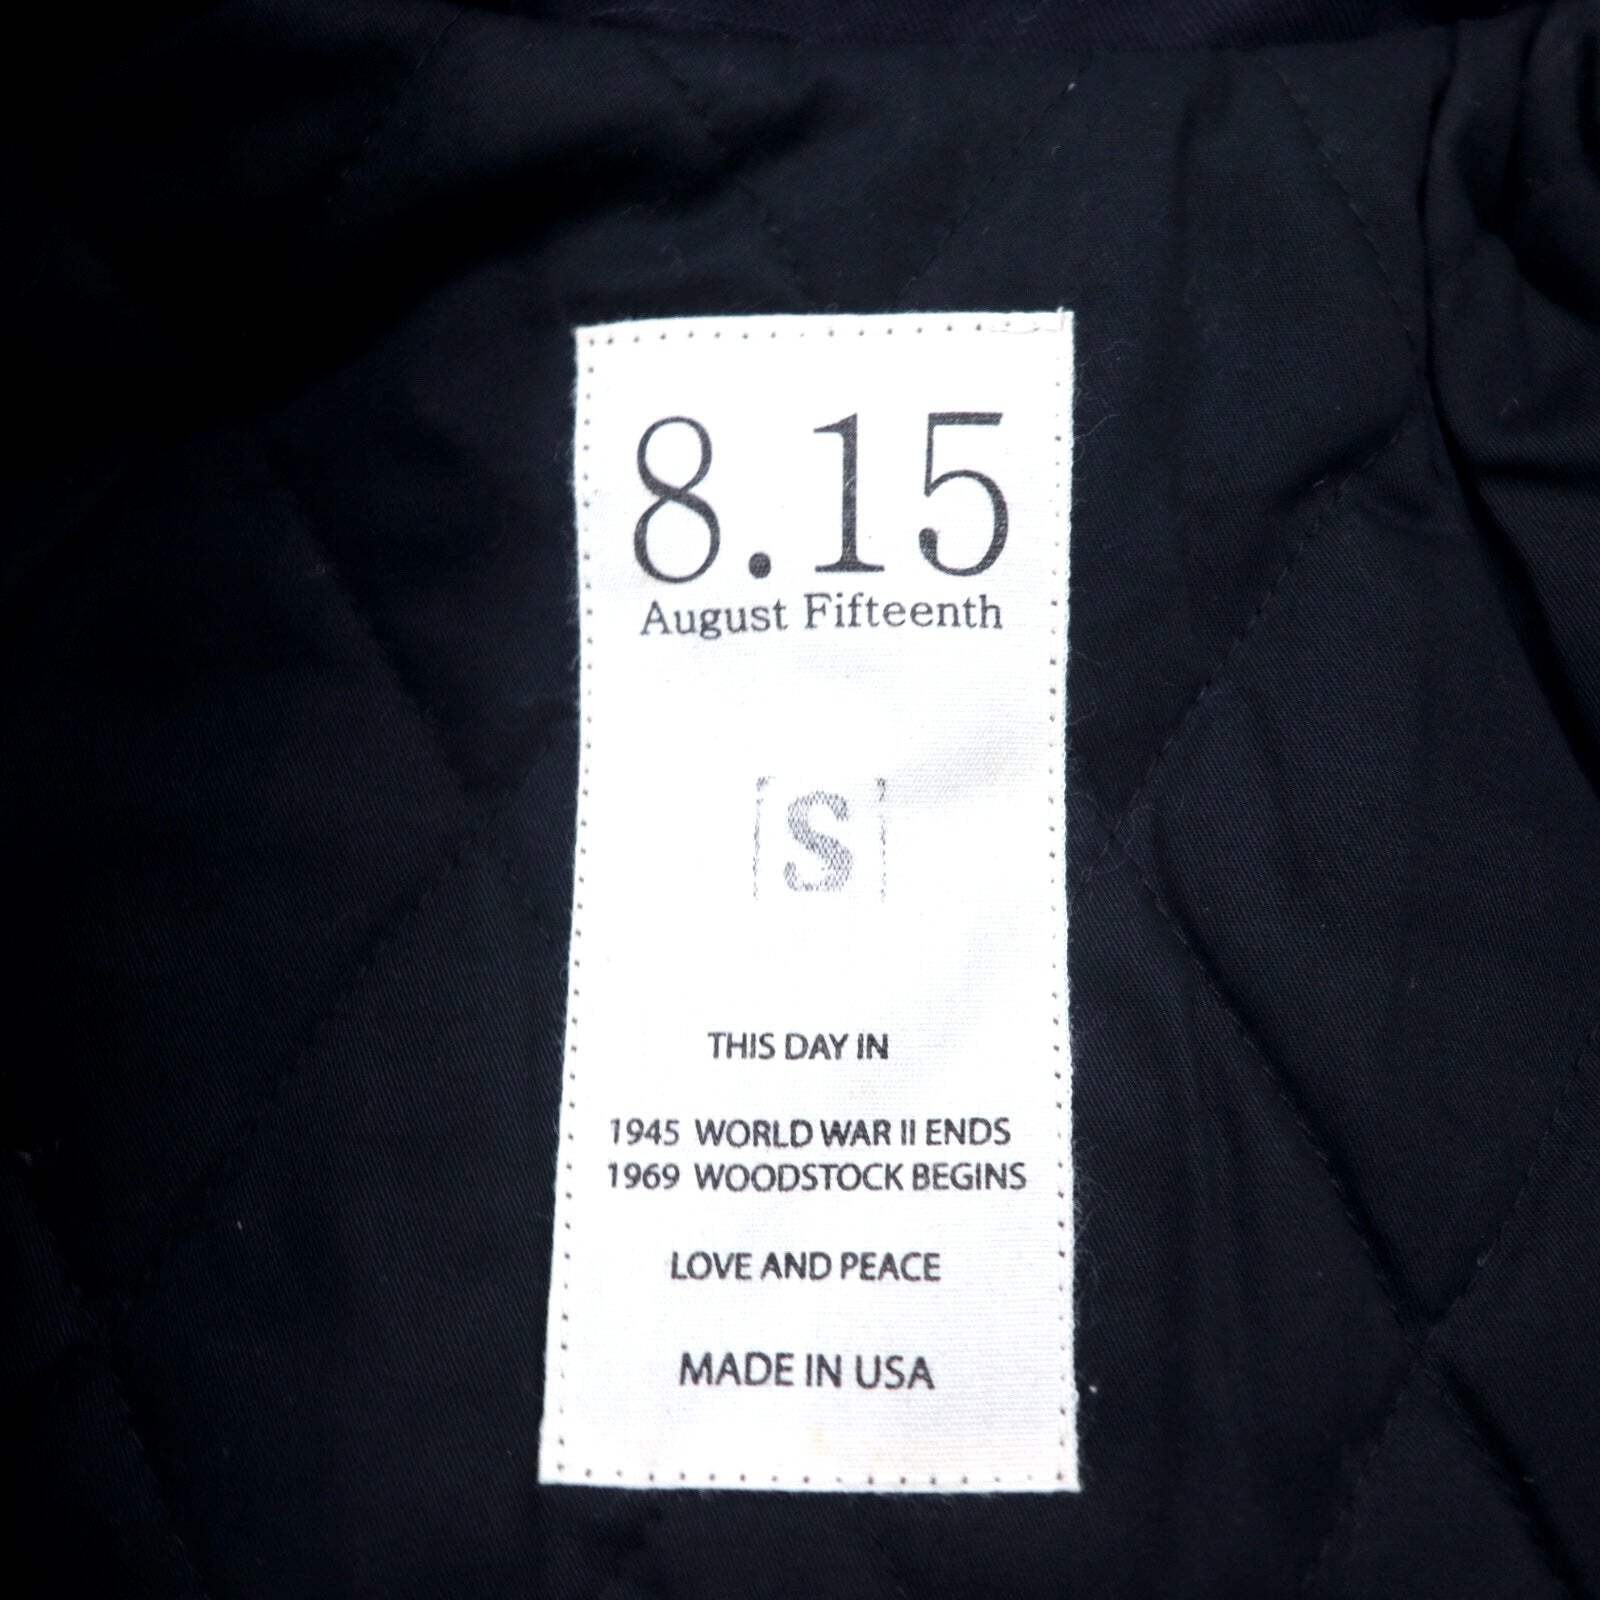 8.15
August Fifteenth
[S]
THIS DAY IN
1945 WORLD WAR II ENDS
1969 WOODSTOCK BEGINS
LOVE AND PEACE
MADE IN USA